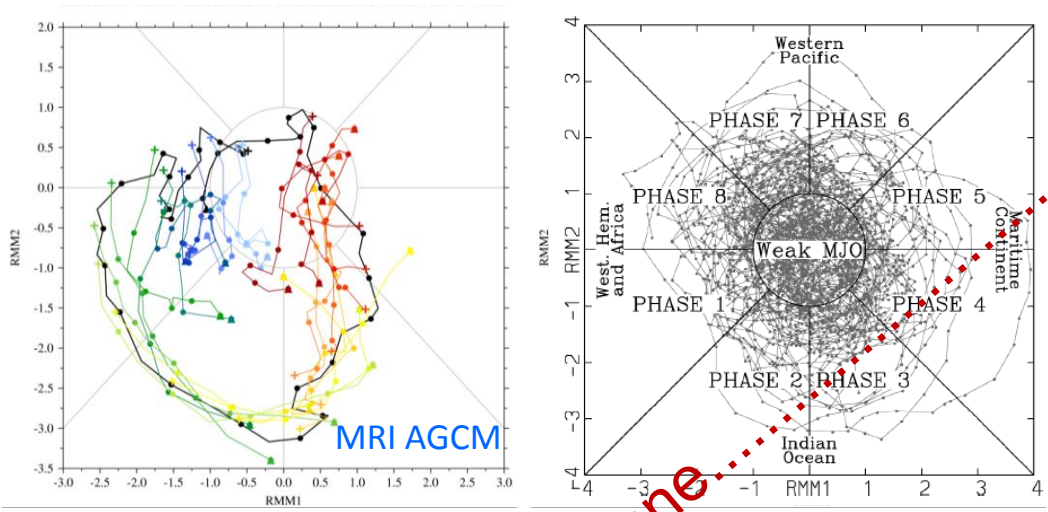 2.0
1.5
1.0
0.5
0.0
-0.5
-1.0
-1.5
-2.0
-2.5
-3.0
-3.5
RMM2
-3.0 -2.5 -2.0 -1.5 -1.0 -0.5 0.0 0.5 1.0 1.5 2.0 2.5 3.0
RMM1
MRI AGCM
RMM2
4
3
2
1
RMM2
-1
-2
-3
-4
Western
Pacific
PHASE 7 PHASE 6
PHASE 8 PHASE 5
West. Hem.
and Africa
Weak MJO
Maritime
Continent
PHASE 1 PHASE 4
PHASE 2 PHASE 3
Indian
Ocean
-4 -3 -2 -1 RMM1 1 2 3 4
ne